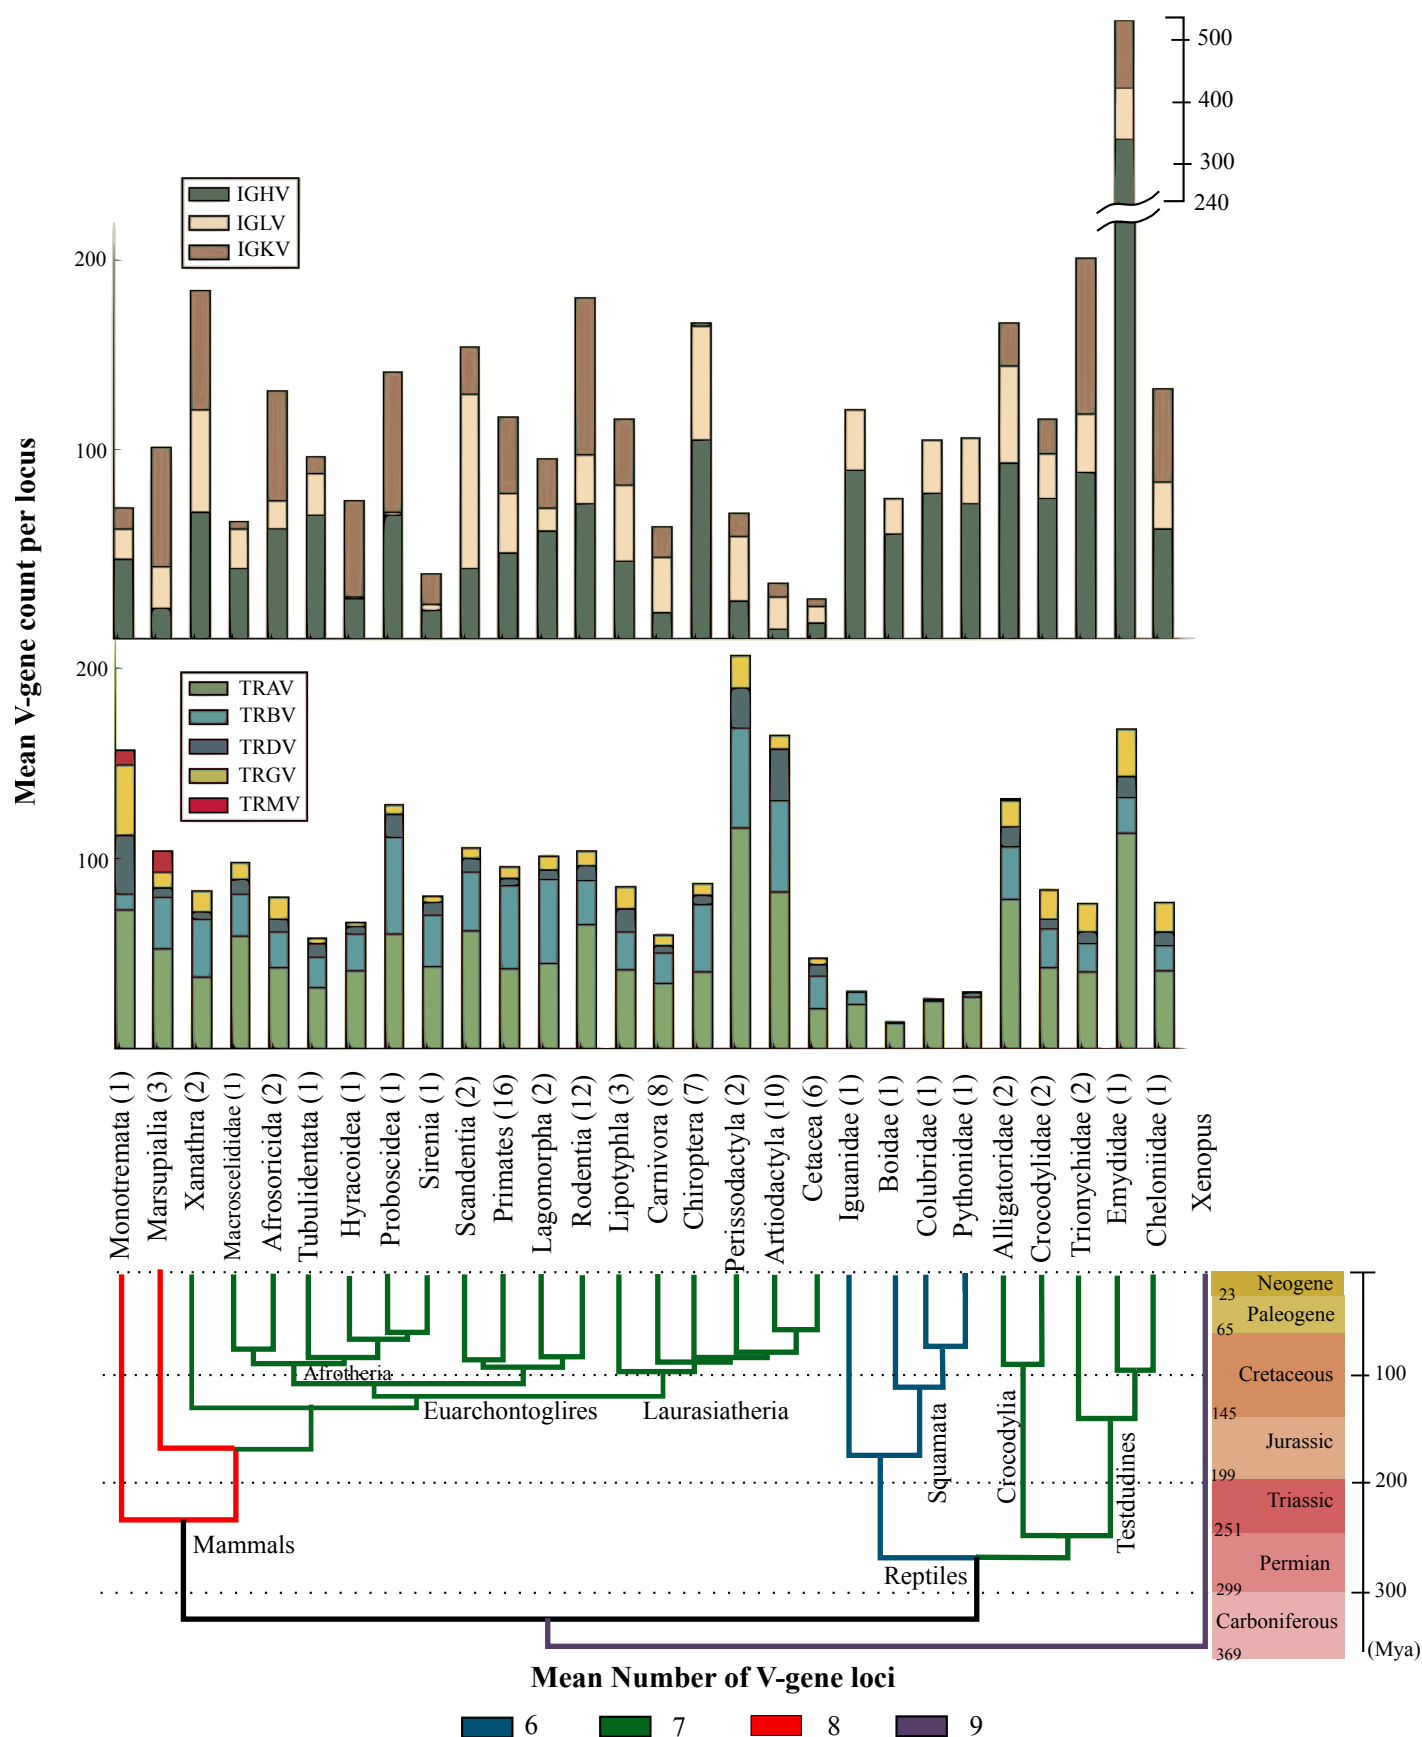 500
400
300
240
IGHV
IGLV
IGKV
200
100
Mean V-gene count per locus
200
100
TRAV
TRBV
TRDV
TRGV
TRMV
Monotremata (1)
Marsupialia (3)
Xanathra (2)
Macroscelididae (1)
Afrosoricida (2)
Tubulidentata (1)
Hyracoidea (1)
Proboscidea (1)
Sirenia (1)
Scandentia (2)
Primates (16)
Lagomorpha (2)
Rodentia (12)
Lipotyphla (3)
Carnivora (8)
Chiroptera (7)
Perissodactyla (2)
Artiodactyla (10)
Cetacea (6)
Iguanidae (1)
Boidae (1)
Colubridae (1)
Pythonidae (1)
Alligatoridae (2)
Crocodylidae (2)
Trionychidae (2)
Emydidae (1)
Cheloniidae (1)
Xenopus
Afrotheria
Euarchontoglires
Laurasiatheria
Mammals
Squamata
Crocodylia
Testdudines
Reptiles
Neogene
23
Paleogene
65
Cretaceous
145
Jurassic
199
Triassic
251
Permian
299
Carboniferous
369
100
200
300
(Mya)
Mean Number of V-gene loci
6 7 8 9